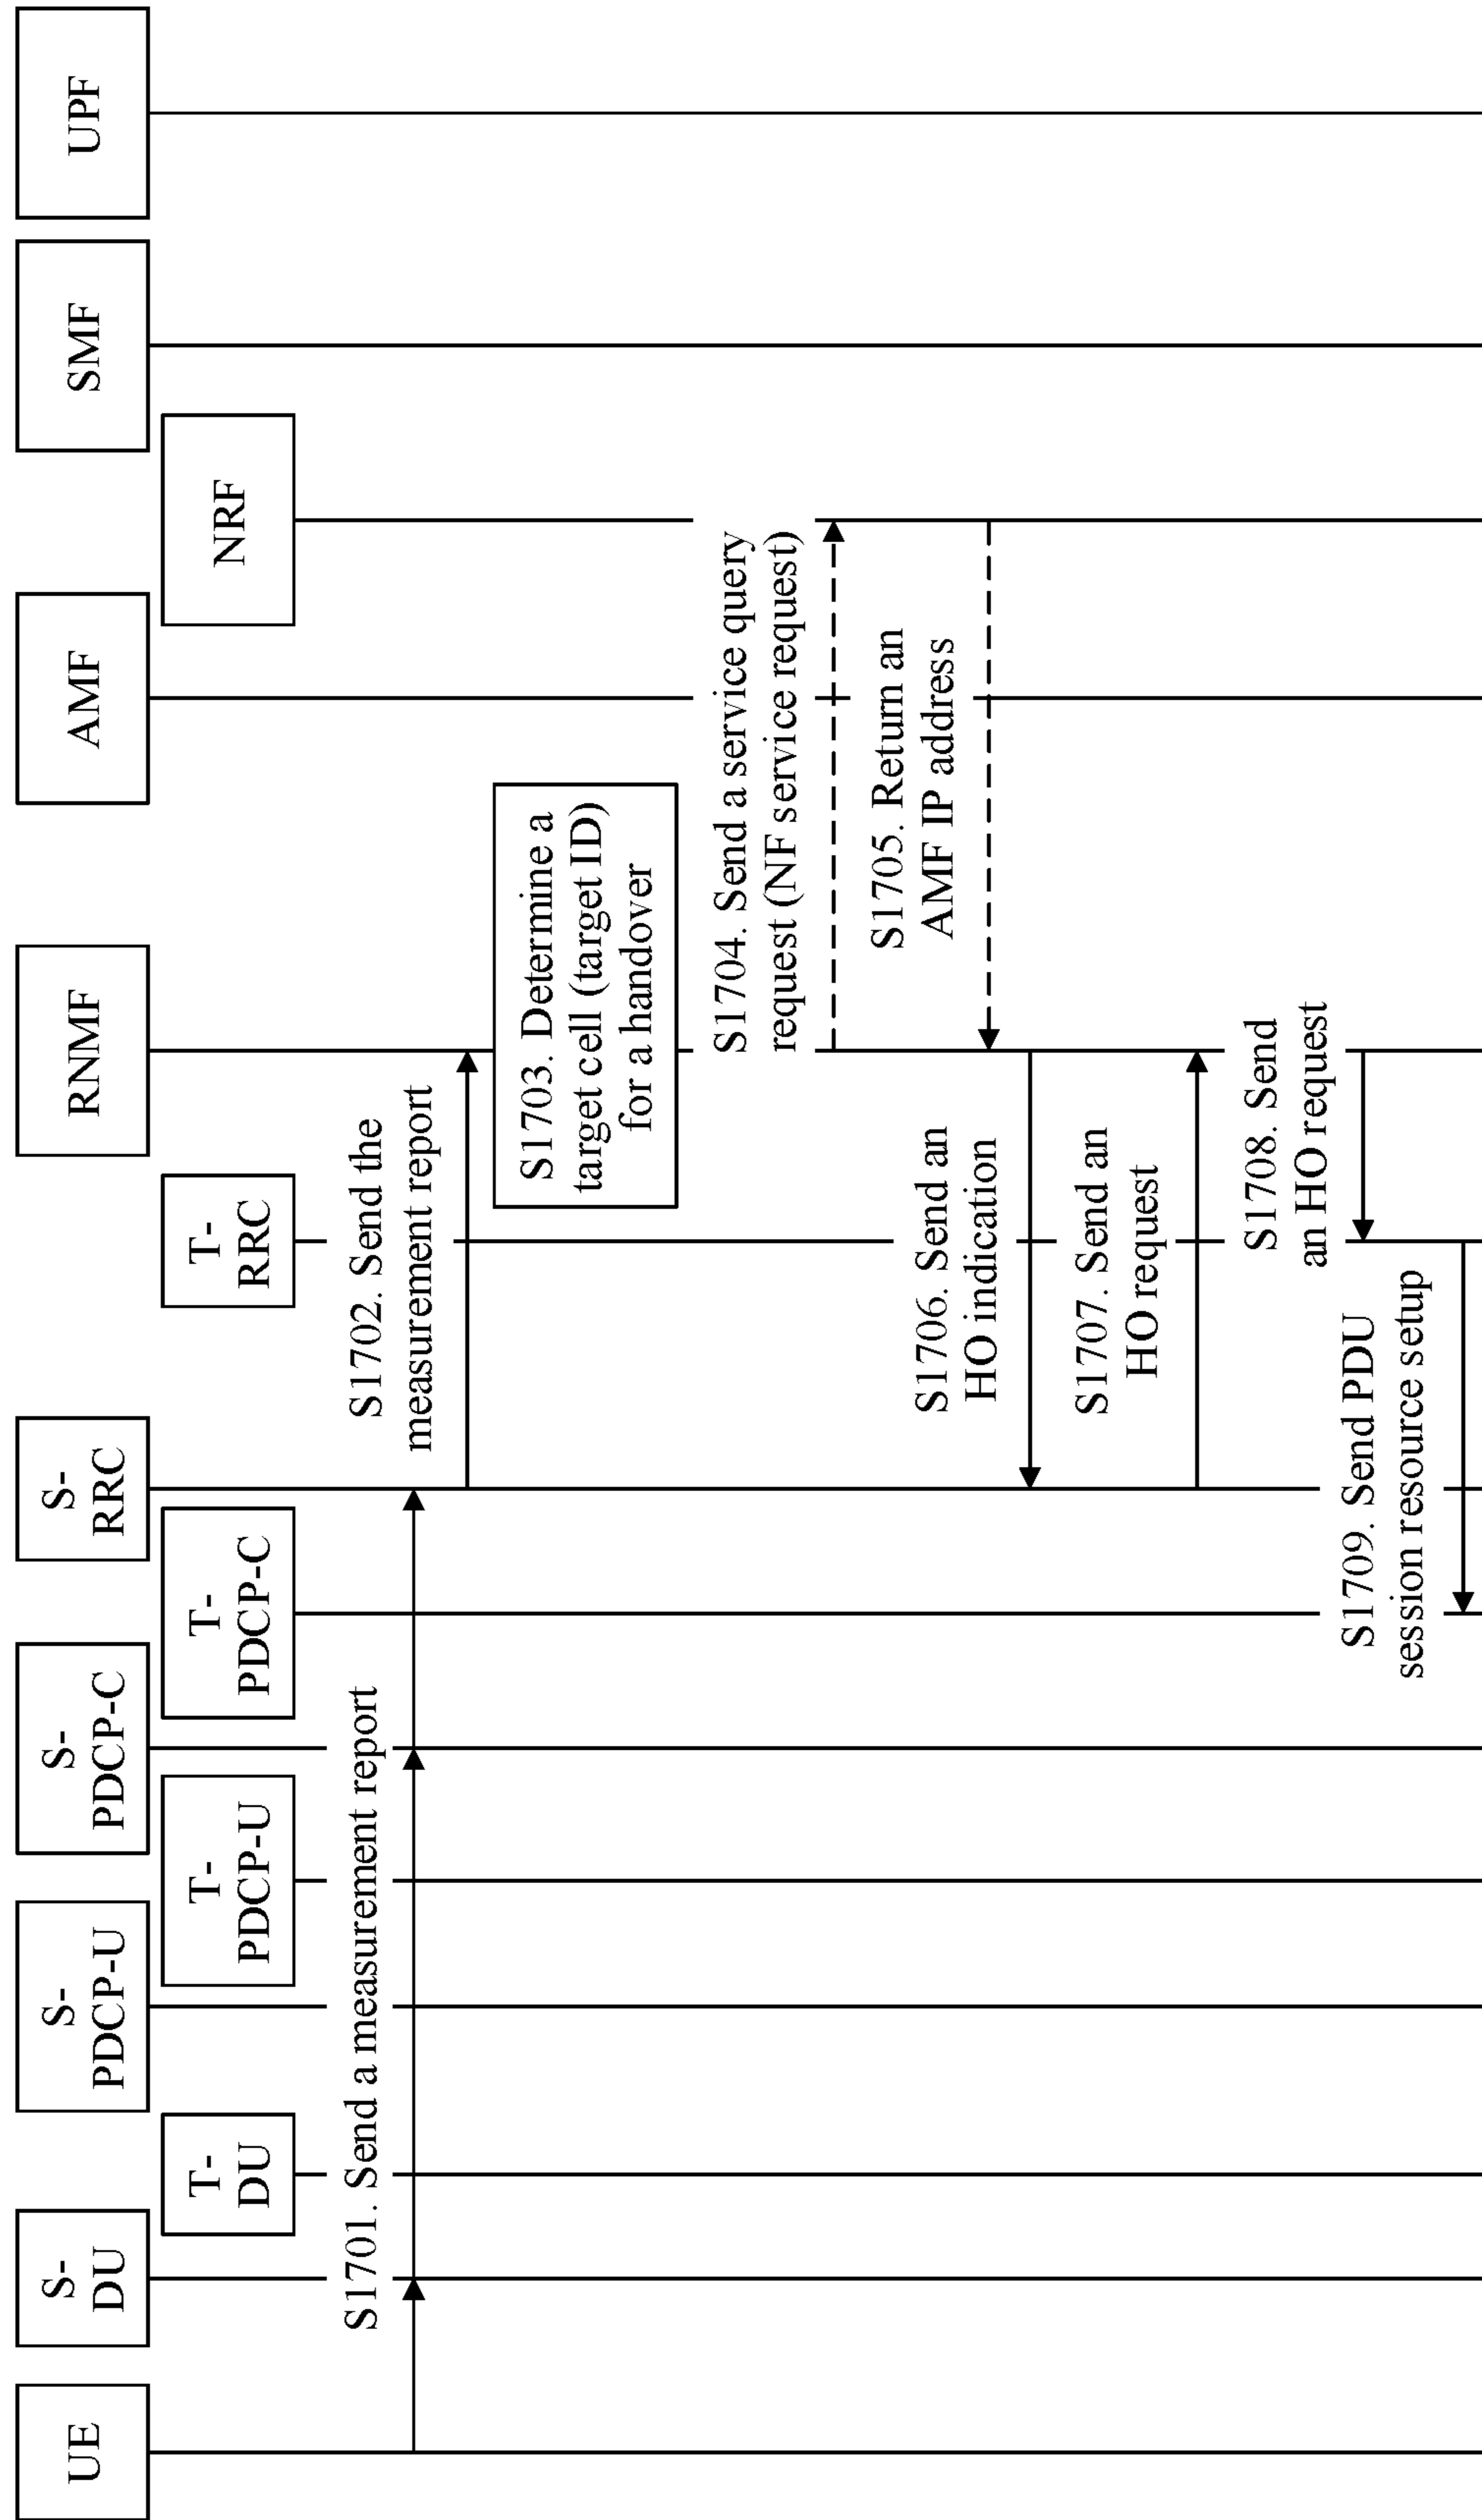 UE
S-
DU
T-
DU
S-
PDCP-U
T-
PDCP-U
S-
PDCP-C
T-
PDCP-C
S-
RRC
T-
RRC
RNMF
AMF
NRF
SMF
UPF
S1701. Send a measurement report
S1702. Send the
measurement report
S1703. Determine a
target cell (target ID)
for a handover
S1704. Send a service query
request (NF service request)
S1705. Return an
AMF IP address
S1706. Send an
HO indication
S1707. Send an
HO request
S1708. Send
an HO request
S1709. Send PDU
session resource setup